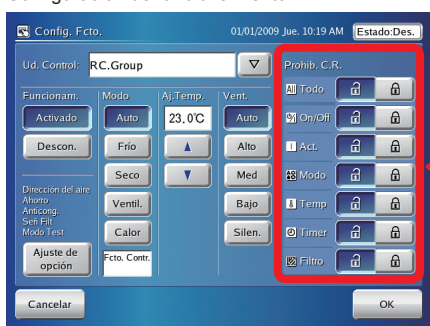 Config. Fcto.
01/01/2009 Jue. 10:19 AM
Estado:Des.
Ud. Control:
RC.Group
Prohib. C.R.
Funcionam.
Modo
Aj.Temp.
Vent.
All Todo
Activado
Auto
23,0°C
Auto
On/Off
Descon.
Frío
Alto
Act.
Seco
Med
Modo
Dirección del aire
Ahorro
Anticong.
Señ Filt
Modo Test
Ventil.
Bajo
Temp
Calor
Silen.
Timer
Ajuste de
opción
Fcto. Contr.
Filtro
Cancelar
OK